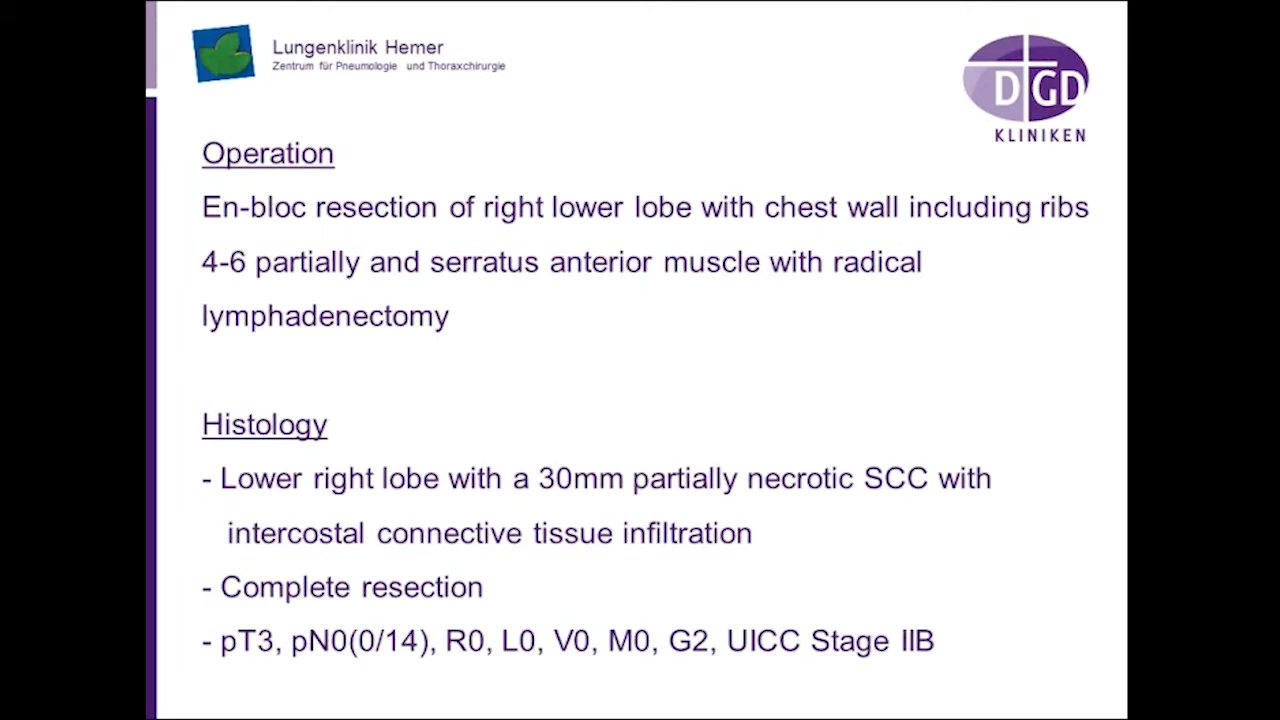 Lungenklinik Hemer
Zentrum für Pneumologie und Thoraxchirurgie
DGD
KLINIKEN
Operation
En-bloc resection of right lower lobe with chest wall including ribs
4-6 partially and serratus anterior muscle with radical
lymphadenectomy
Histology
- Lower right lobe with a 30mm partially necrotic SCC with
intercostal connective tissue infiltration
- Complete resection
- pT3, pN0(0/14), R0, L0, V0, M0, G2, UICC Stage IIB